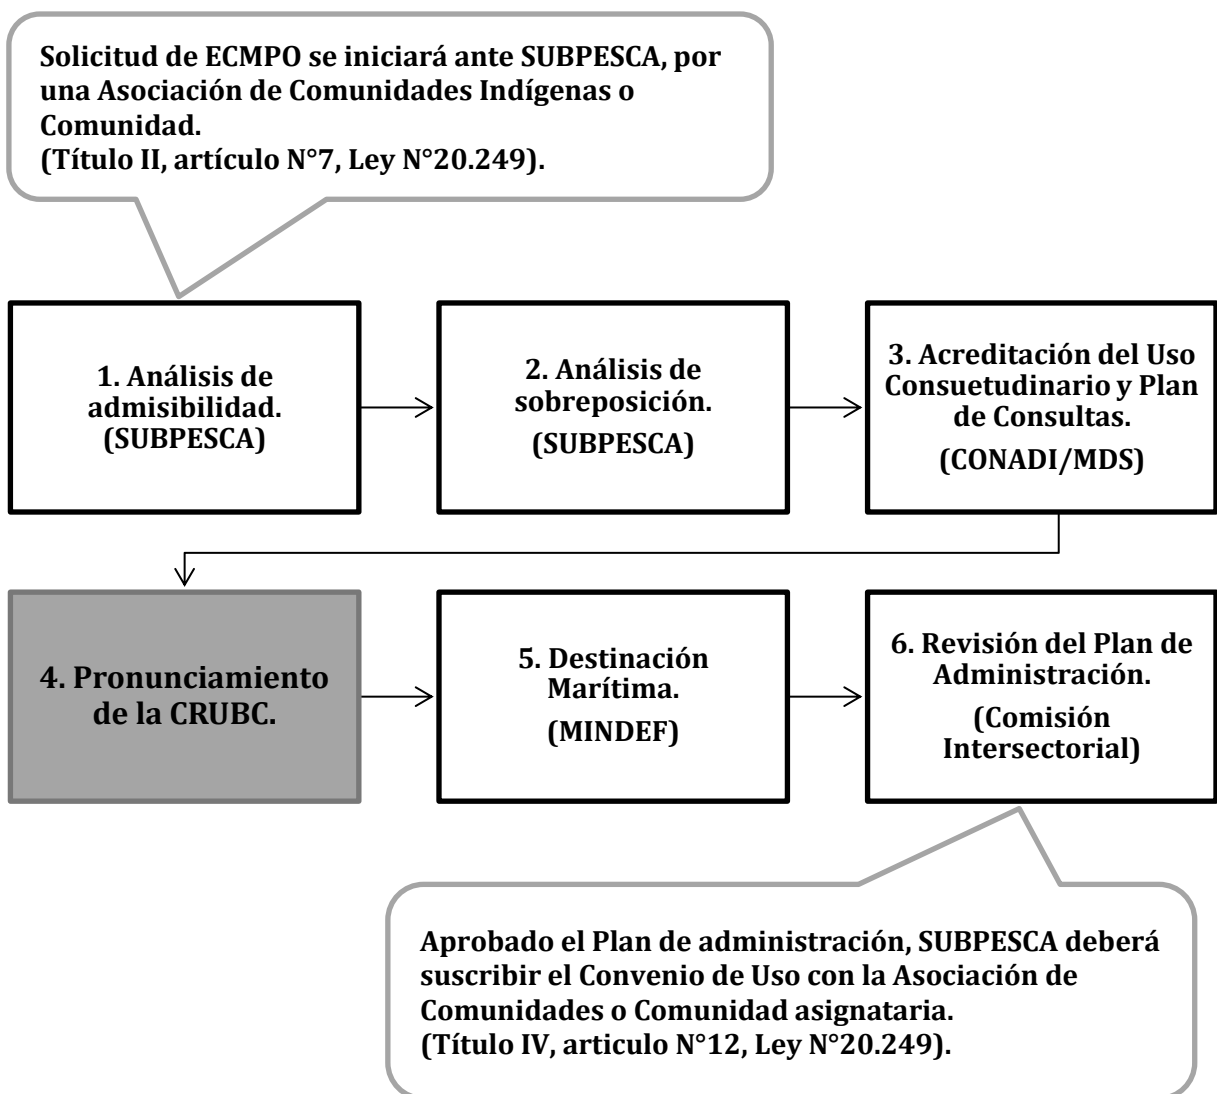 Solicitud de ECMPO se iniciará ante SUBPESCA, por
una Asociación de Comunidades Indígenas o
Comunidad.
(Título II, artículo N°7, Ley N°20.249).
1. Análisis de
admisibilidad.
(SUBPESCA)
2. Análisis de
sobreposición.
(SUBPESCA)
3. Acreditación del Uso
Consuetudinario y Plan
de Consultas.
(CONADI/MDS)
4. Pronunciamiento
de la CRUBC.
5. Destinación
Marítima.
(MINDEF)
6. Revisión del Plan de
Administración.
(Comisión
Intersectorial)
Aprobado el Plan de administración, SUBPESCA deberá
suscribir el Convenio de Uso con la Asociación de
Comunidades o Comunidad asignataria.
(Título IV, articulo N°12, Ley N°20.249).